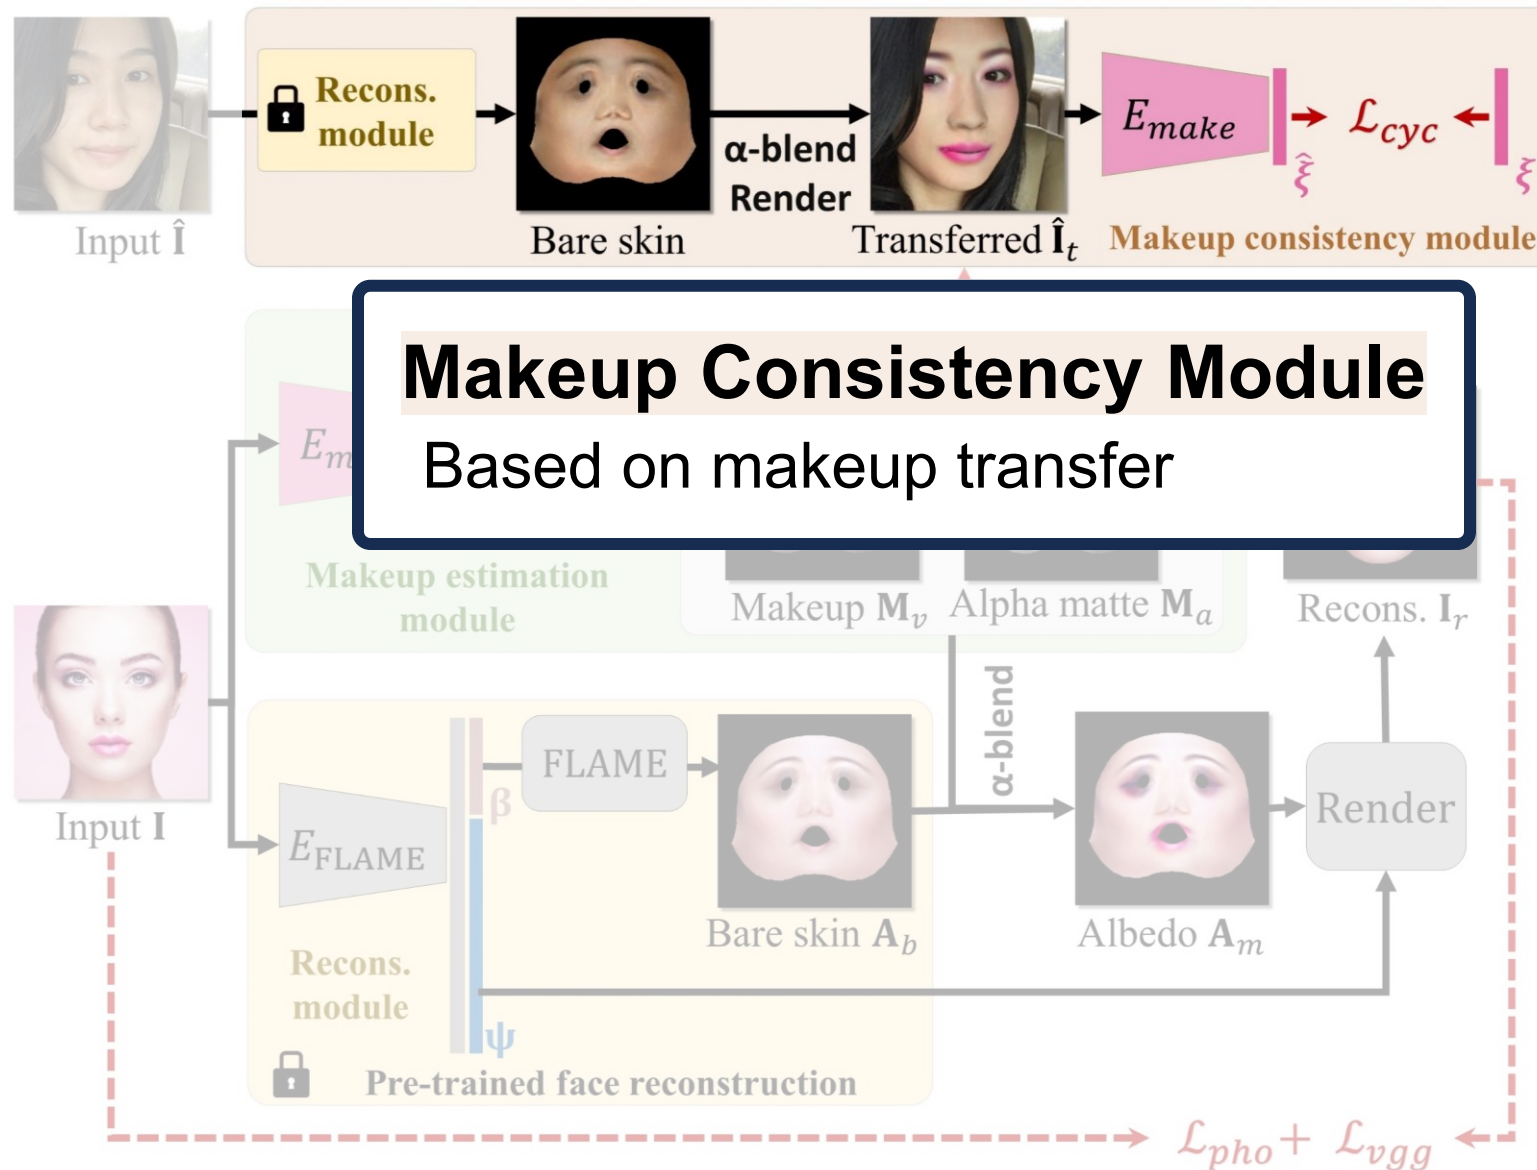 Recons.
module
α-blend
Render
E_make
ℒ_cyc
ξ̂
ξ
Input Î
Bare skin
Transferred Î_t
Makeup consistency module
Makeup Consistency Module
Based on makeup transfer
Makeup estimation
module
Makeup M_v
Alpha matte M_a
Recons. I_r
Input I
E_FLAME
β
FLAME
α-blend
Render
Bare skin A_b
Albedo A_m
Recons.
module
ψ
Pre-trained face reconstruction
ℒ_pho + ℒ_vgg